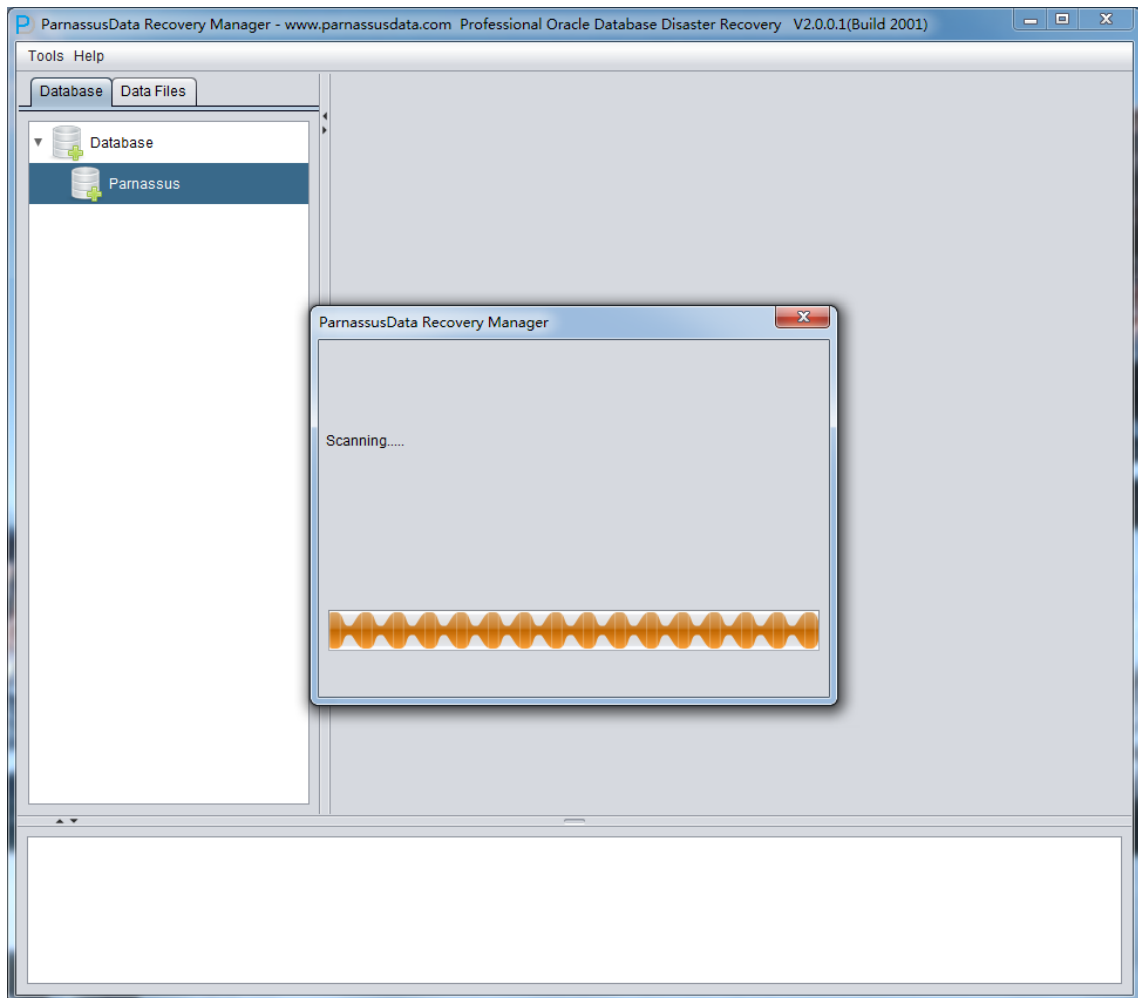 P ParnassusData Recovery Manager - www.parnassusdata.com Professional Oracle Database Disaster Recovery V2.0.0.1(Build 2001)
Tools Help
Database Data Files
Database
Parnassus
ParnassusData Recovery Manager
Scanning.....